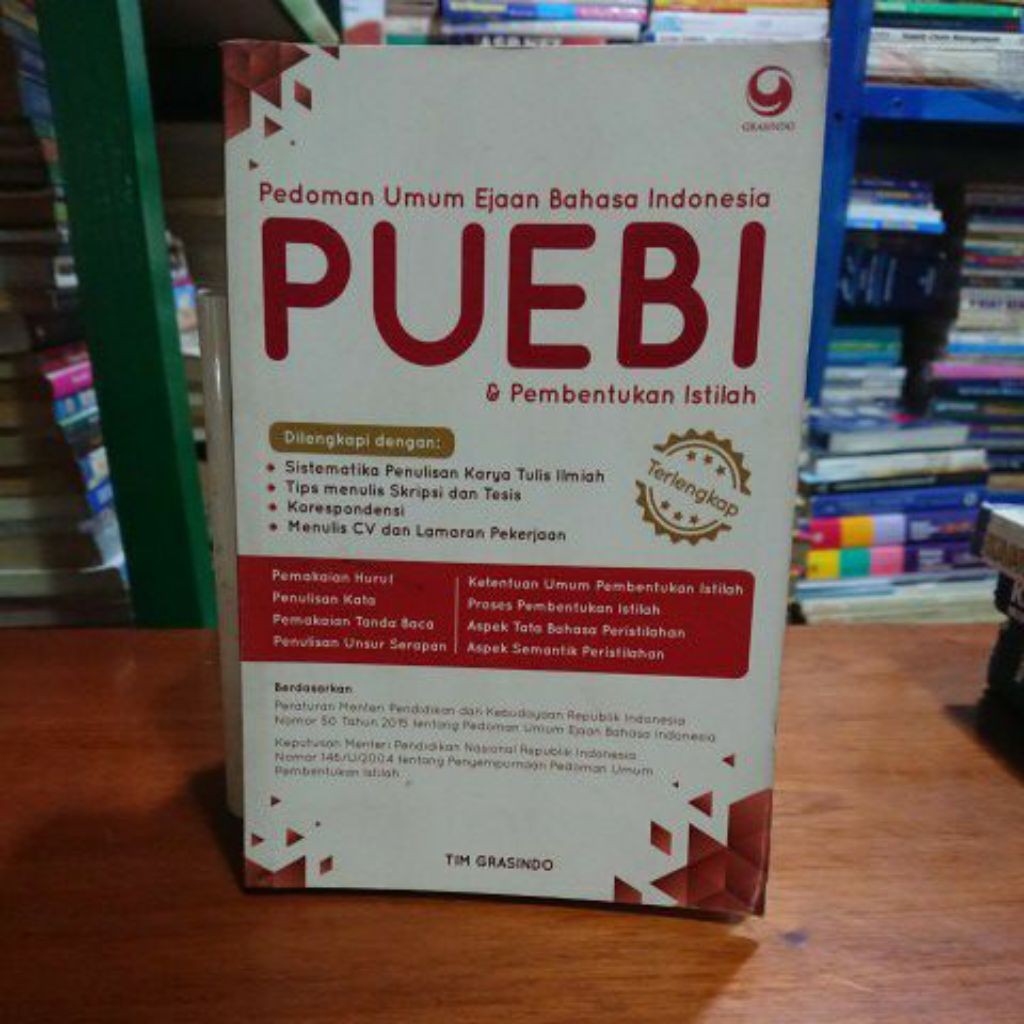 GRASINDO
Pedoman Umum Ejaan Bahasa Indonesia
PUEBI
& Pembentukan Istilah
Dilengkapi dengan:
• Sistematika Penulisan Karya Tulis Ilmiah
• Tips menulis Skripsi dan Tesis
• Korespondensi
• Menulis CV dan Lamaran Pekerjaan
Terlengkap
Pemakaian Huruf
Penulisan Kata
Pemakaian Tanda Baca
Penulisan Unsur Serapan
Ketentuan Umum Pembentukan Istilah
Proses Pembentukan Istilah
Aspek Tata Bahasa Peristilahan
Aspek Semantik Peristilahan
Berdasarkan
Peraturan Menteri Pendidikan dan Kebudayaan Republik Indonesia
Nomor 50 Tahun 2015 tentang Pedoman Umum Ejaan Bahasa Indonesia
Keputusan Menteri Pendidikan Nasional Republik Indonesia
Nomor 146/U/2004 tentang Penyempurnaan Pedoman Umum
Pembentukan Istilah
TIM GRASINDO